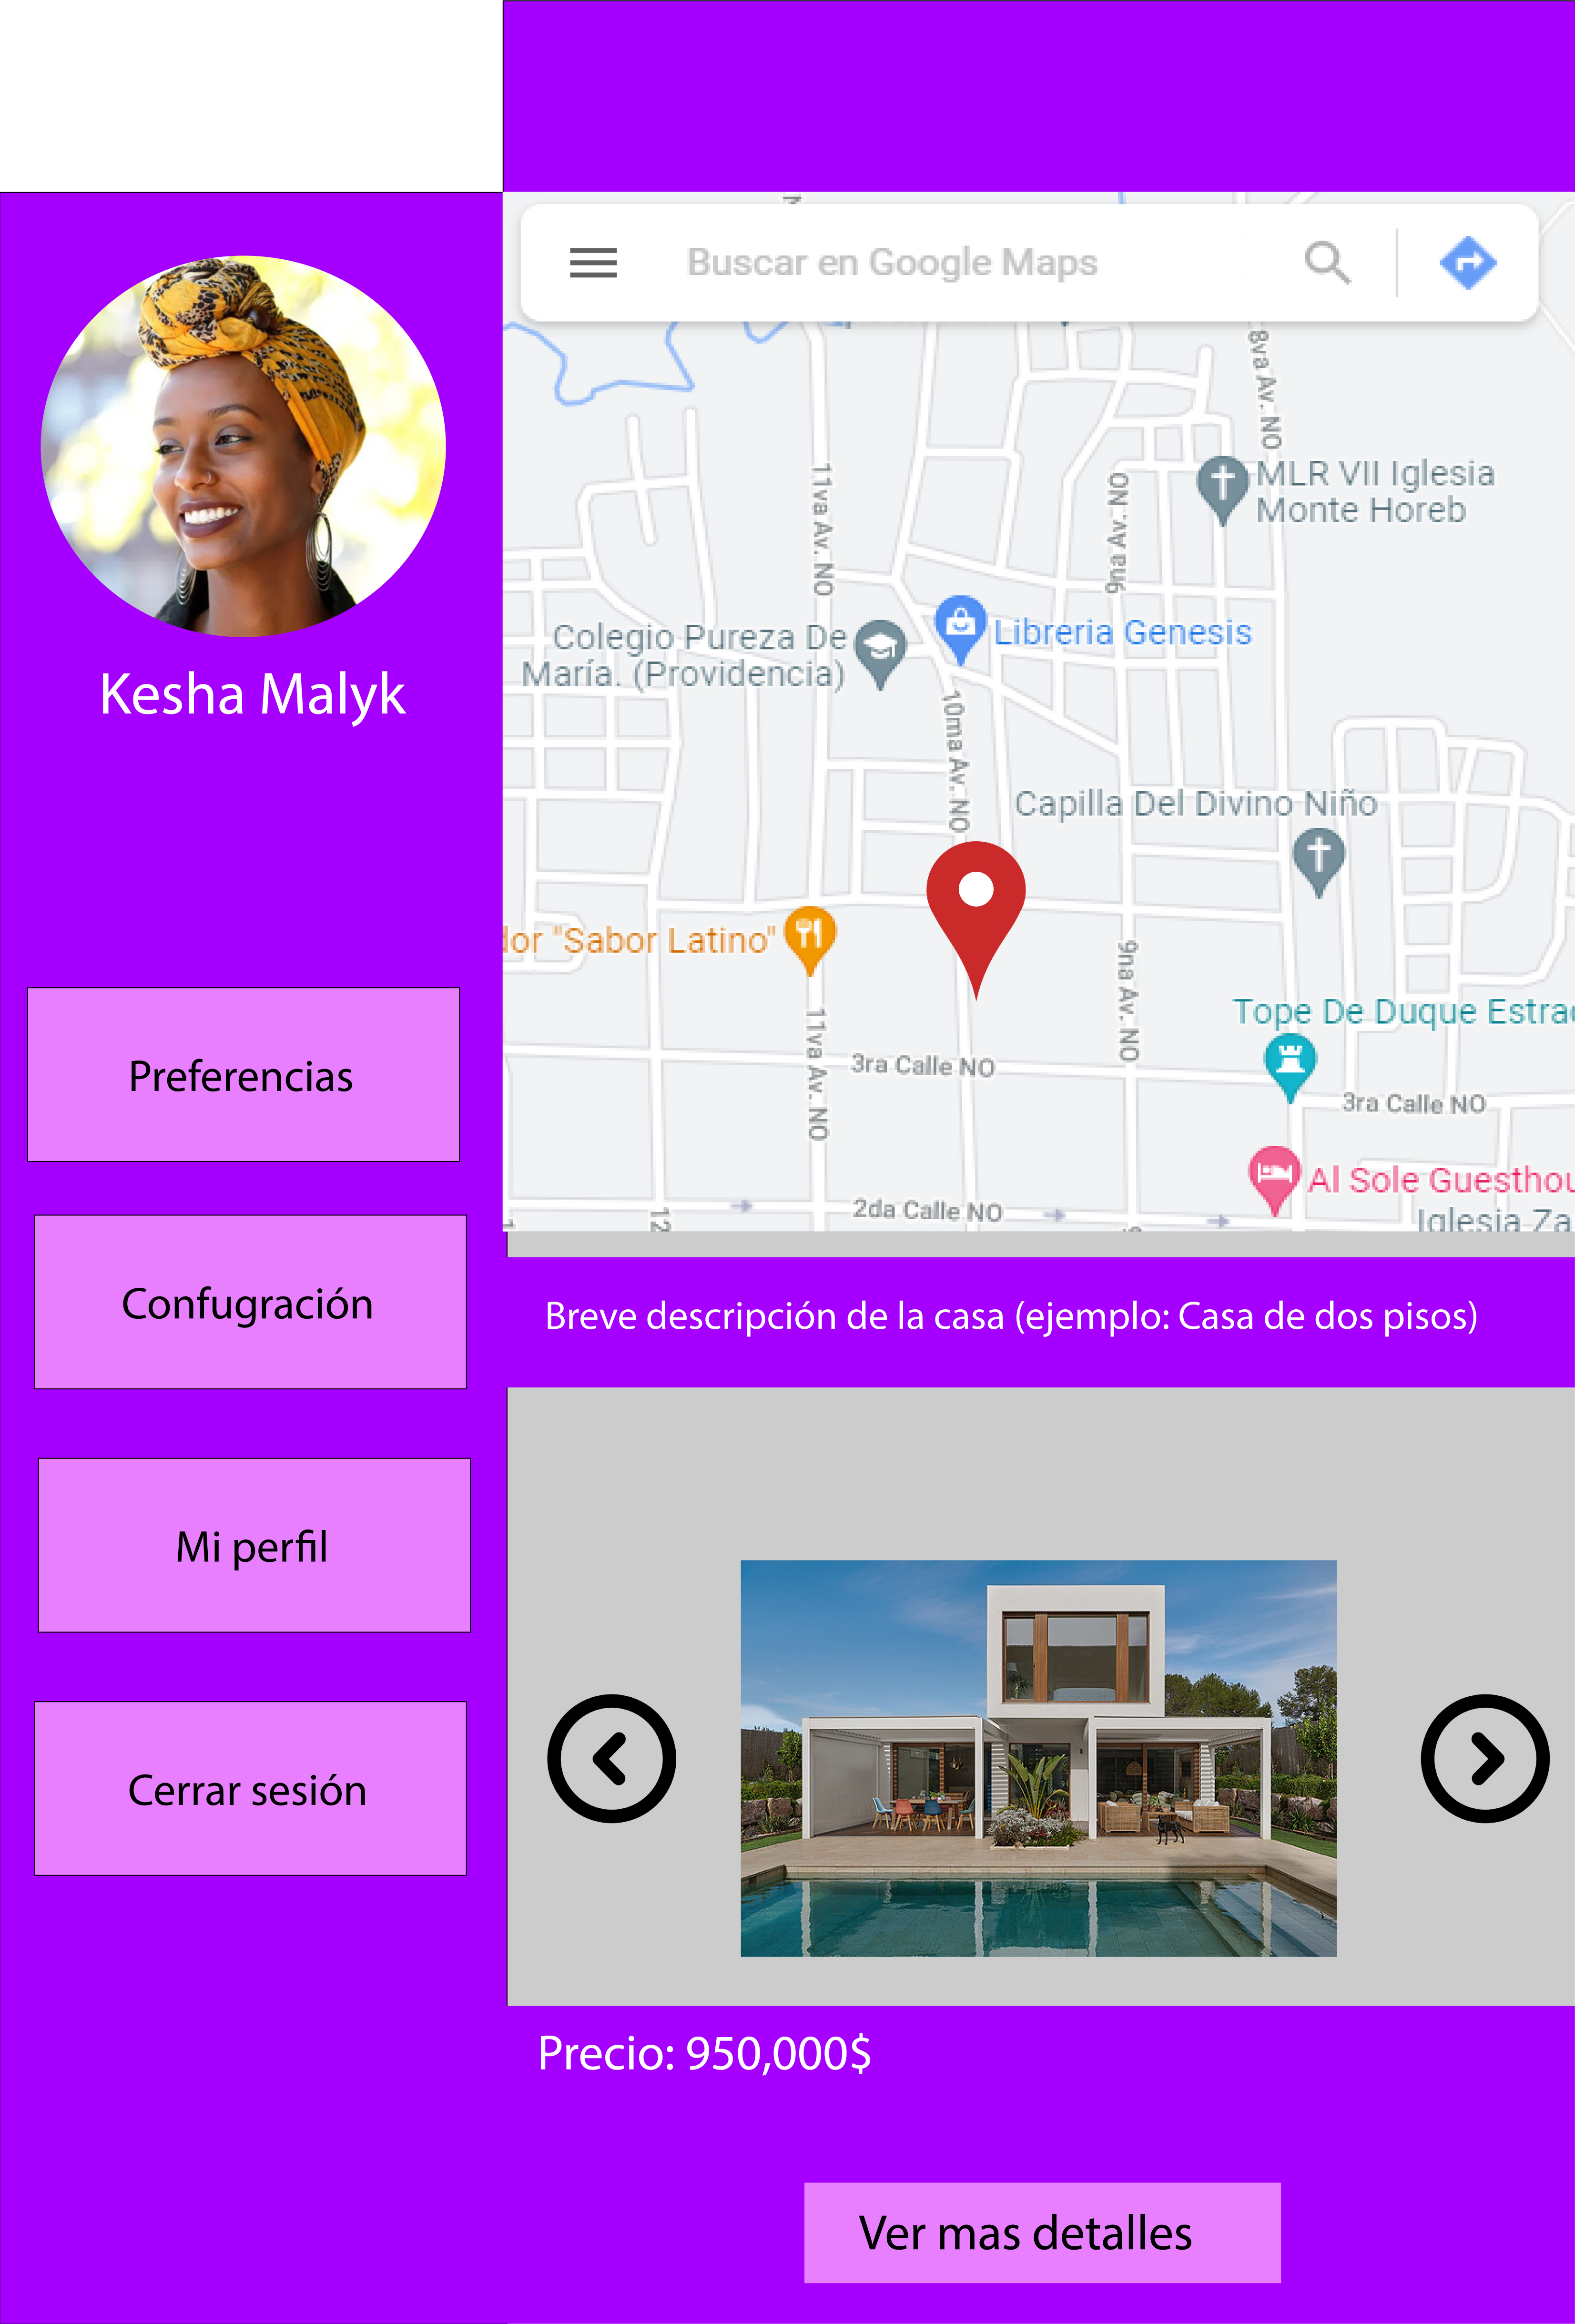 Kesha Malyk
Preferencias
Confugración
Mi perfil
Cerrar sesión
Buscar en Google Maps
8va Av. NO
MLR VII Iglesia
Monte Horeb
11va Av. NO
9na Av. NO
Colegio Pureza De
María. (Providencia)
Libreria Genesis
10ma Av. NO
Capilla Del Divino Niño
dor "Sabor Latino"
9na Av. NO
11va Av. NO
Tope De Duque Estrad
3ra Calle NO
3ra Calle NO
Al Sole Guesthou
2da Calle NO
12
Iglesia Za
Breve descripción de la casa (ejemplo: Casa de dos pisos)
Precio: 950,000$
Ver mas detalles